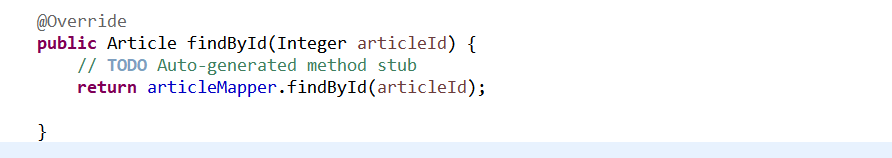 @Override
public Article findById(Integer articleId) {
// TODO Auto-generated method stub
return articleMapper.findById(articleId);
}